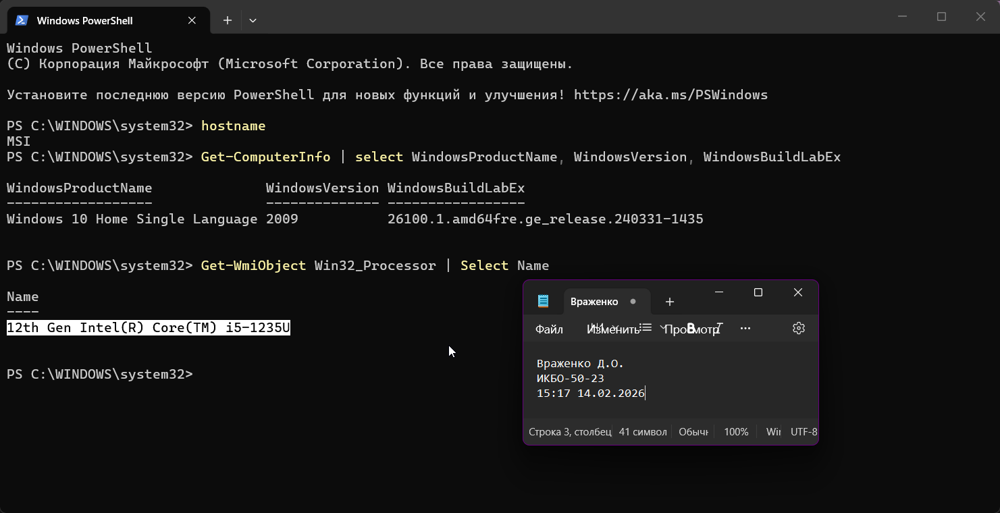 Windows PowerShell
Windows PowerShell
(C) Корпорация Майкрософт (Microsoft Corporation). Все права защищены.
Установите последнюю версию PowerShell для новых функций и улучшения! https://aka.ms/PSWindows
PS C:\WINDOWS\system32> hostname
MSI
PS C:\WINDOWS\system32> Get-ComputerInfo | select WindowsProductName, WindowsVersion, WindowsBuildLabEx
WindowsProductName WindowsVersion WindowsBuildLabEx
------------------ -------------- -----------------
Windows 10 Home Single Language 2009 26100.1.amd64fre.ge_release.240331-1435
PS C:\WINDOWS\system32> Get-WmiObject Win32_Processor | Select Name
Name
----
12th Gen Intel(R) Core(TM) i5-1235U
PS C:\WINDOWS\system32>
Враженко
Файл Изменить Просмотр
Враженко Д.О.
ИКБО-50-23
15:17 14.02.2026
Строка 3, столбец 41 символ Обычн 100% Win UTF-8